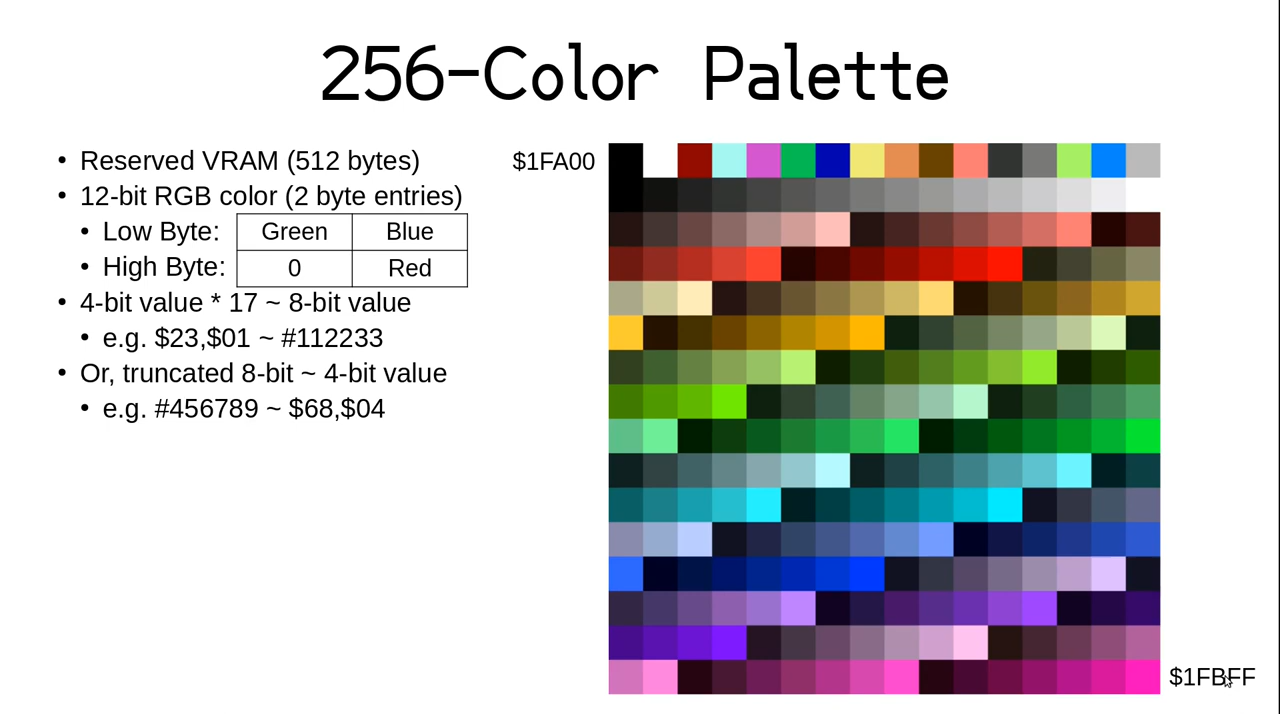 256-Color Palette
• Reserved VRAM (512 bytes)
$1FA00
• 12-bit RGB color (2 byte entries)
• Low Byte: Green Blue
• High Byte: 0 Red
• 4-bit value * 17 ~ 8-bit value
• e.g. $23,$01 ~ #112233
• Or, truncated 8-bit ~ 4-bit value
• e.g. #456789 ~ $68,$04
$1FBFF